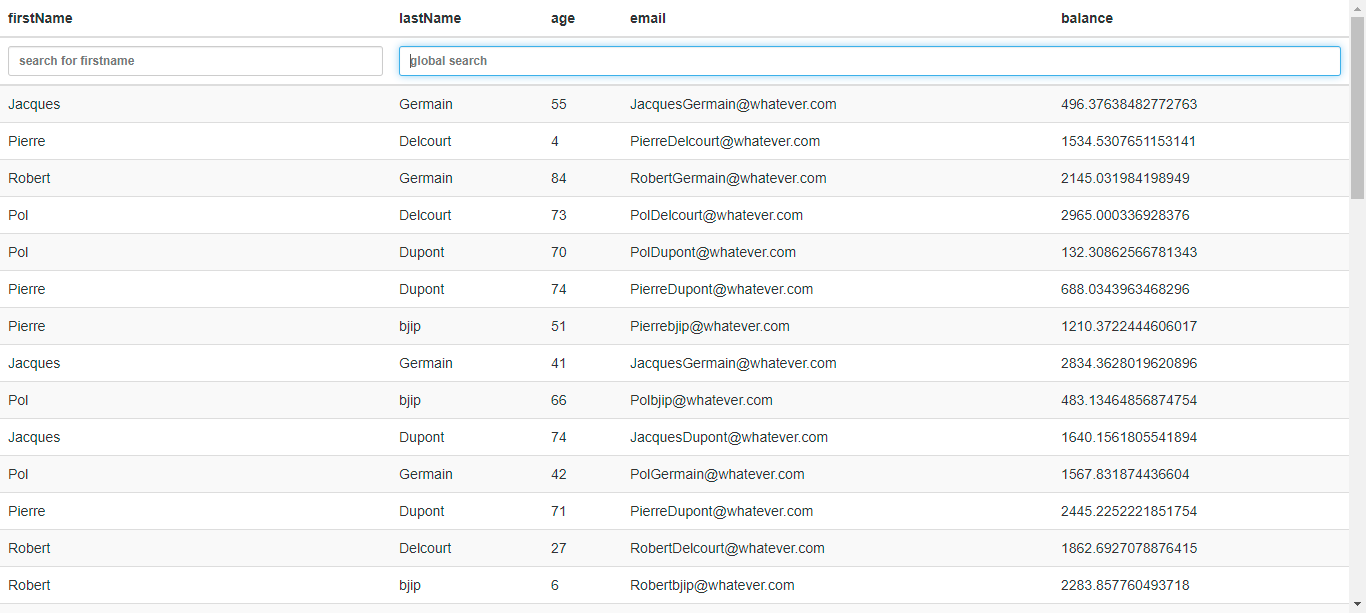 firstName lastName age email balance
search for firstname global search
Jacques Germain 55 JacquesGermain@whatever.com 496.37638482772763
Pierre Delcourt 4 PierreDelcourt@whatever.com 1534.5307651153141
Robert Germain 84 RobertGermain@whatever.com 2145.031984198949
Pol Delcourt 73 PolDelcourt@whatever.com 2965.000336928376
Pol Dupont 70 PolDupont@whatever.com 132.30862566781343
Pierre Dupont 74 PierreDupont@whatever.com 688.0343963468296
Pierre bjip 51 Pierrebjip@whatever.com 1210.3722444606017
Jacques Germain 41 JacquesGermain@whatever.com 2834.3628019620896
Pol bjip 66 Polbjip@whatever.com 483.13464856874754
Jacques Dupont 74 JacquesDupont@whatever.com 1640.1561805541894
Pol Germain 42 PolGermain@whatever.com 1567.831874436604
Pierre Dupont 71 PierreDupont@whatever.com 2445.2252221851754
Robert Delcourt 27 RobertDelcourt@whatever.com 1862.6927078876415
Robert bjip 6 Robertbjip@whatever.com 2283.857760493718